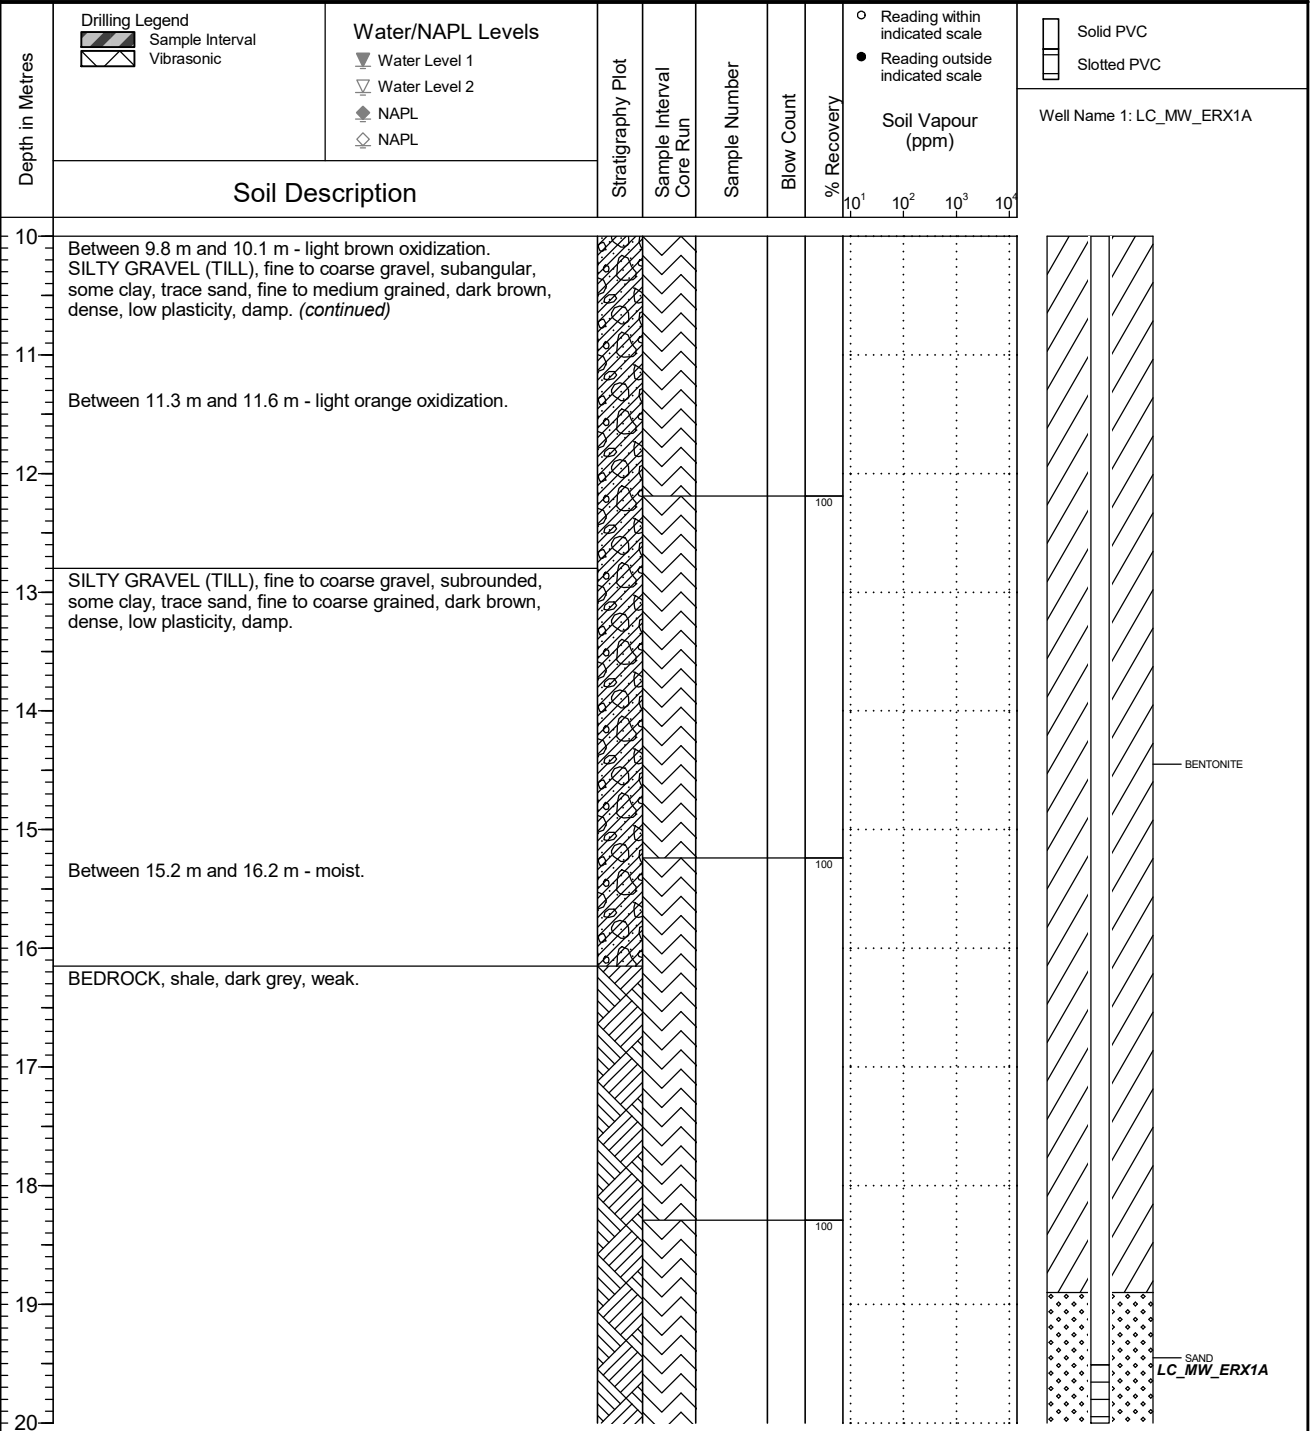 Depth in Metres
Drilling Legend
Sample Interval
Vibrasonic
Water/NAPL Levels
Water Level 1
Water Level 2
NAPL
NAPL
Soil Description
Stratigraphy Plot
Sample Interval
Core Run
Sample Number
Blow Count
% Recovery
Reading within
indicated scale
Reading outside
indicated scale
Soil Vapour
(ppm)
10¹ 10² 10³ 10⁴
Solid PVC
Slotted PVC
Well Name 1: LC_MW_ERX1A
10
Between 9.8 m and 10.1 m - light brown oxidization.
SILTY GRAVEL (TILL), fine to coarse gravel, subangular,
some clay, trace sand, fine to medium grained, dark brown,
dense, low plasticity, damp. (continued)
11
Between 11.3 m and 11.6 m - light orange oxidization.
12
100
13
SILTY GRAVEL (TILL), fine to coarse gravel, subrounded,
some clay, trace sand, fine to coarse grained, dark brown,
dense, low plasticity, damp.
14
BENTONITE
15
100
Between 15.2 m and 16.2 m - moist.
16
BEDROCK, shale, dark grey, weak.
17
18
100
19
SAND
LC_MW_ERX1A
20